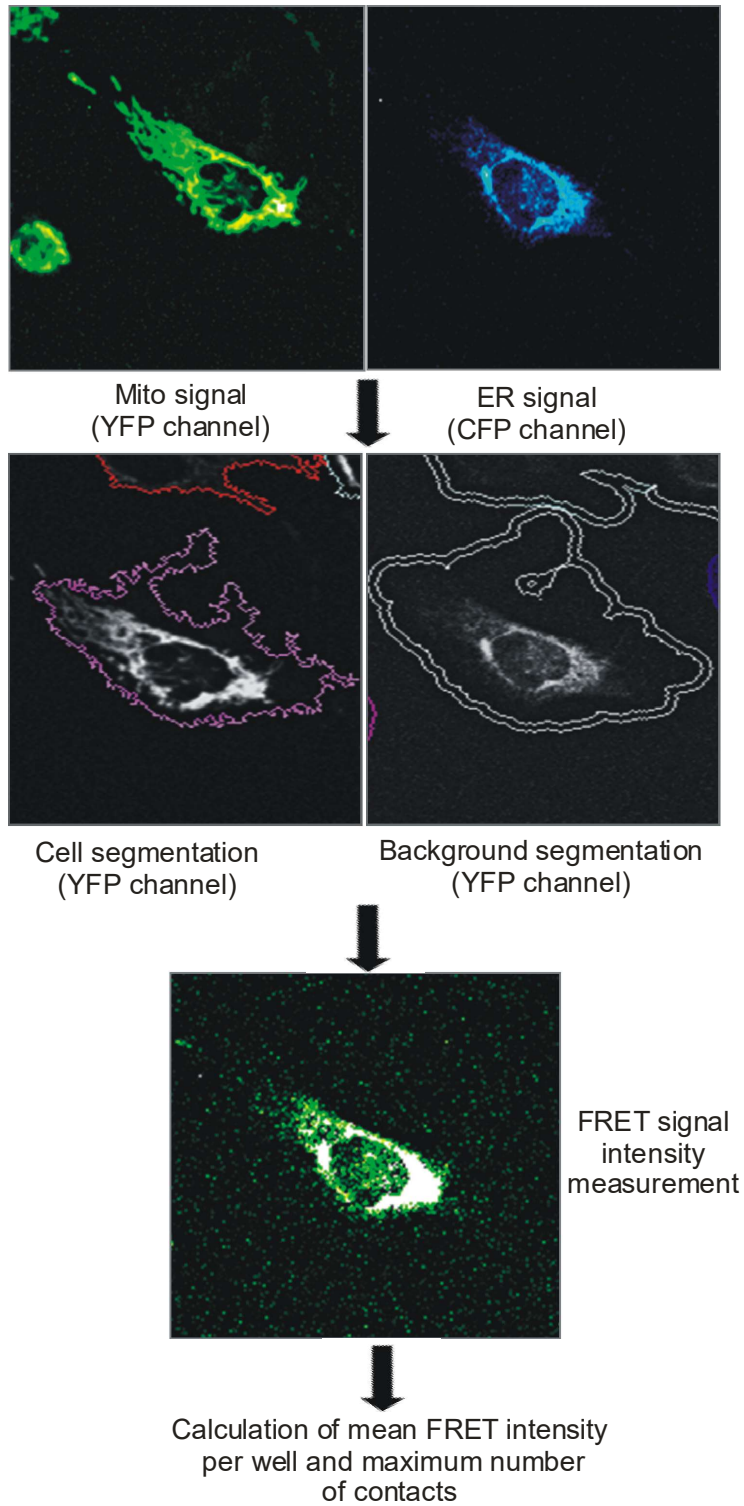 Mito signal
(YFP channel)
ER signal
(CFP channel)
Cell segmentation
(YFP channel)
Background segmentation
(YFP channel)
FRET signal
intensity
measurement
Calculation of mean FRET intensity
per well and maximum number
of contacts